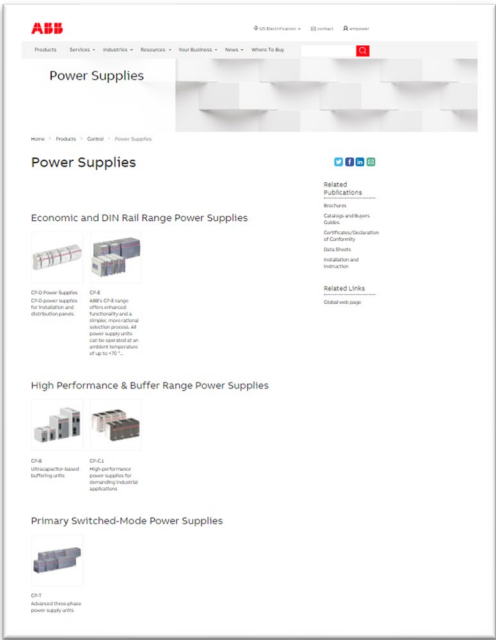 ABB
US Electrification
contact
empower
Products Services Industries Resources Your Business News Where To Buy
Power Supplies
Home > Products > Control > Power Supplies
Power Supplies
Related
Publications
Brochures
Catalogs and Buyers
Guides
Certificates/Declaration
of Conformity
Data Sheets
Installation and
Instruction
Related Links
Global web page
Economic and DIN Rail Range Power Supplies
CP-D Power Supplies
CP-D power supplies
for installation and
distribution panels.
CP-E
ABB's CP-E range
offers enhanced
functionality and a
simpler, more rational
selection process. All
power supply units
can be operated at an
ambient temperature
of up to +70 °...
High Performance & Buffer Range Power Supplies
CP-B
Ultracapacitor-based
buffering units
CP-C.1
High-performance
power supplies for
demanding industrial
applications
Primary Switched-Mode Power Supplies
CP-T
Advanced three-phase
power supply units